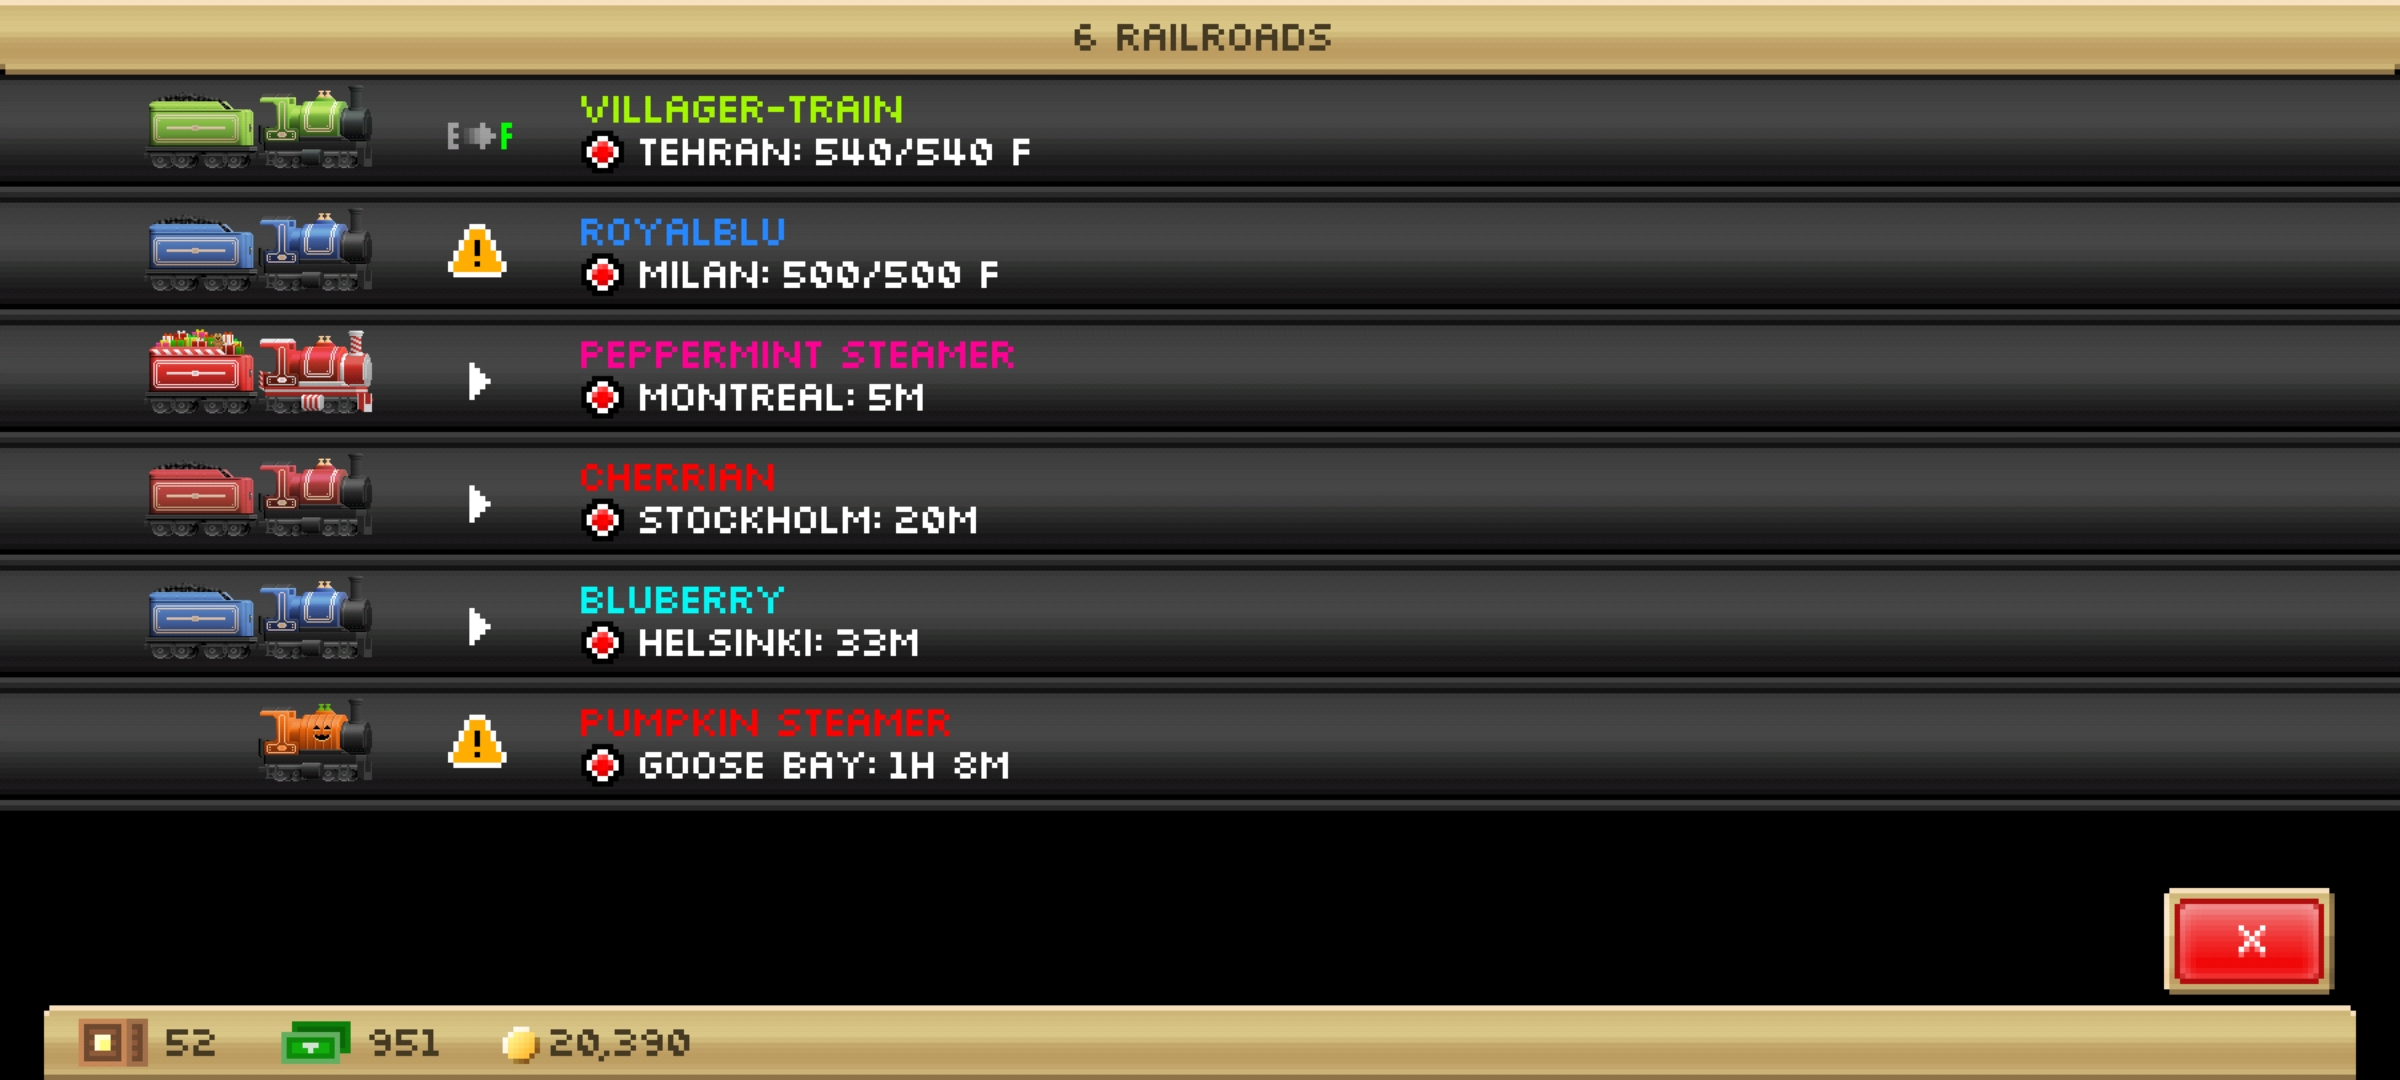 6 RAILROADS
VILLAGER-TRAIN
E F
TEHRAN: 540/540 F
ROYALBLU
!
MILAN: 500/500 F
PEPPERMINT STEAMER
MONTREAL: 5M
CHERRIAN
STOCKHOLM: 20M
BLUBERRY
HELSINKI: 33M
PUMPKIN STEAMER
!
GOOSE BAY: 1H 8M
X
52 951 20,390